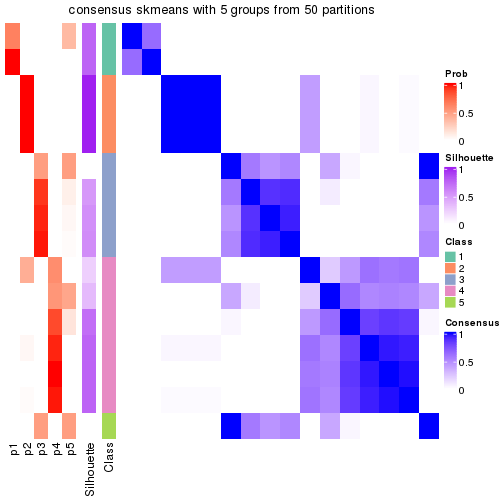 consensus skmeans with 5 groups from 50 partitions
Prob
1
0.5
0
Silhouette
1
0.5
0
Class
1
2
3
4
5
Consensus
1
0.5
0
p1
p2
p3
p4
p5
Silhouette
Class